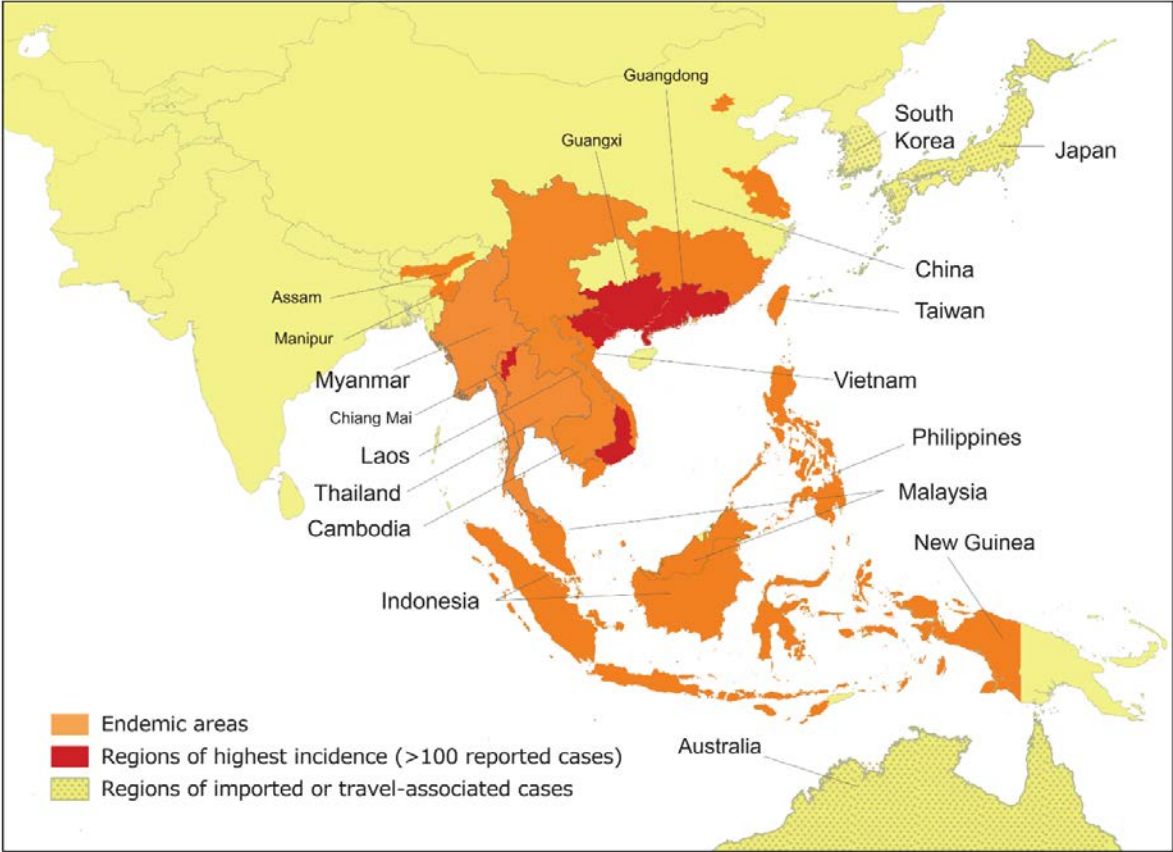 Guangdong
South
Korea
Guangxi
Japan
China
Assam
Taiwan
Manipur
Myanmar
Vietnam
Chiang Mai
Philippines
Laos
Thailand
Malaysia
Cambodia
New Guinea
Indonesia
Endemic areas
Australia
Regions of highest incidence (>100 reported cases)
Regions of imported or travel-associated cases